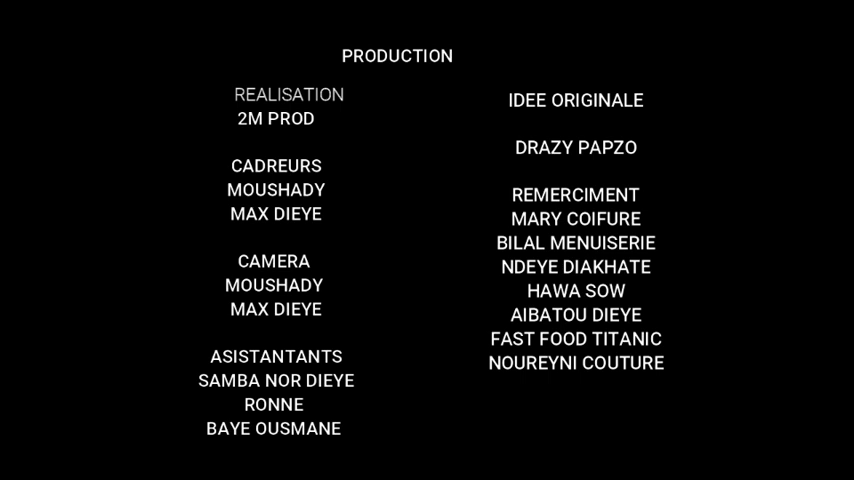 PRODUCTION
REALISATION
2M PROD
CADREURS
MOUSHADY
MAX DIEYE
CAMERA
MOUSHADY
MAX DIEYE
ASISTANTANTS
SAMBA NOR DIEYE
RONNE
BAYE OUSMANE
IDEE ORIGINALE
DRAZY PAPZO
REMERCIMENT
MARY COIFURE
BILAL MENUISERIE
NDEYE DIAKHATE
HAWA SOW
AIBATOU DIEYE
FAST FOOD TITANIC
NOUREYNI COUTURE